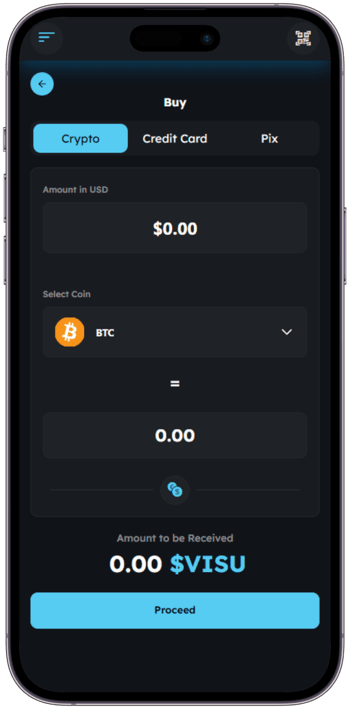 Buy
Crypto Credit Card Pix
Amount in USD
$0.00
Select Coin
BTC
=
0.00
Amount to be Received
0.00 $VISU
Proceed